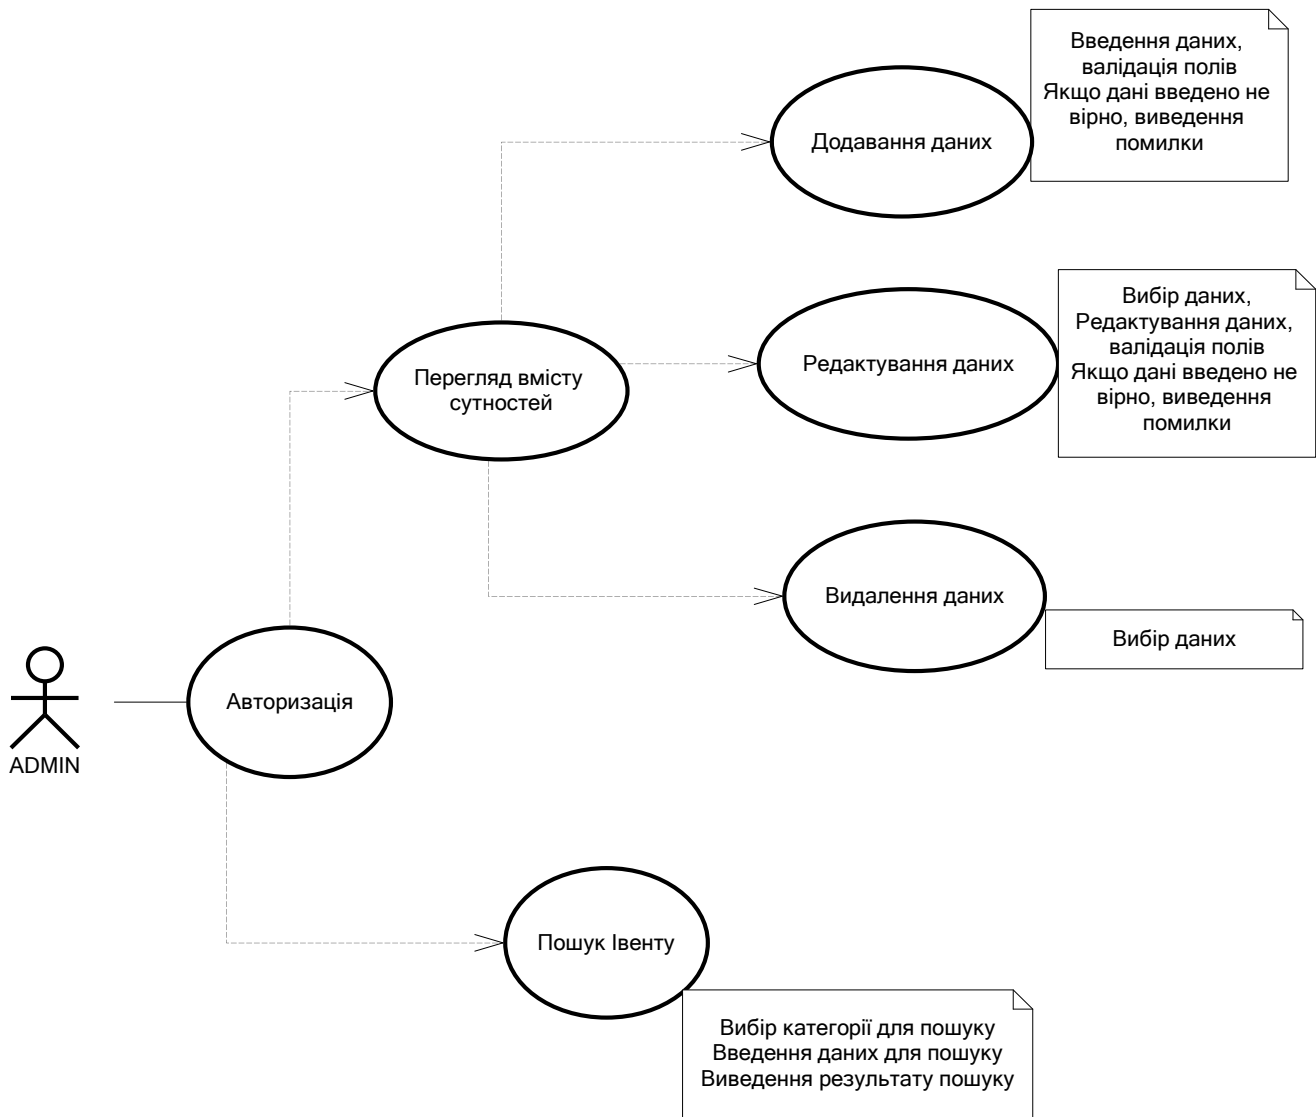 Введення даних,
валідація полів
Якщо дані введено не
вірно, виведення
помилки
Додавання даних
Вибір даних,
Редактування даних,
валідація полів
Якщо дані введено не
вірно, виведення
помилки
Редактування даних
Перегляд вмісту
сутностей
Видалення даних
Вибір даних
Авторизація
ADMIN
Пошук Івенту
Вибір категорії для пошуку
Введення даних для пошуку
Виведення результату пошуку